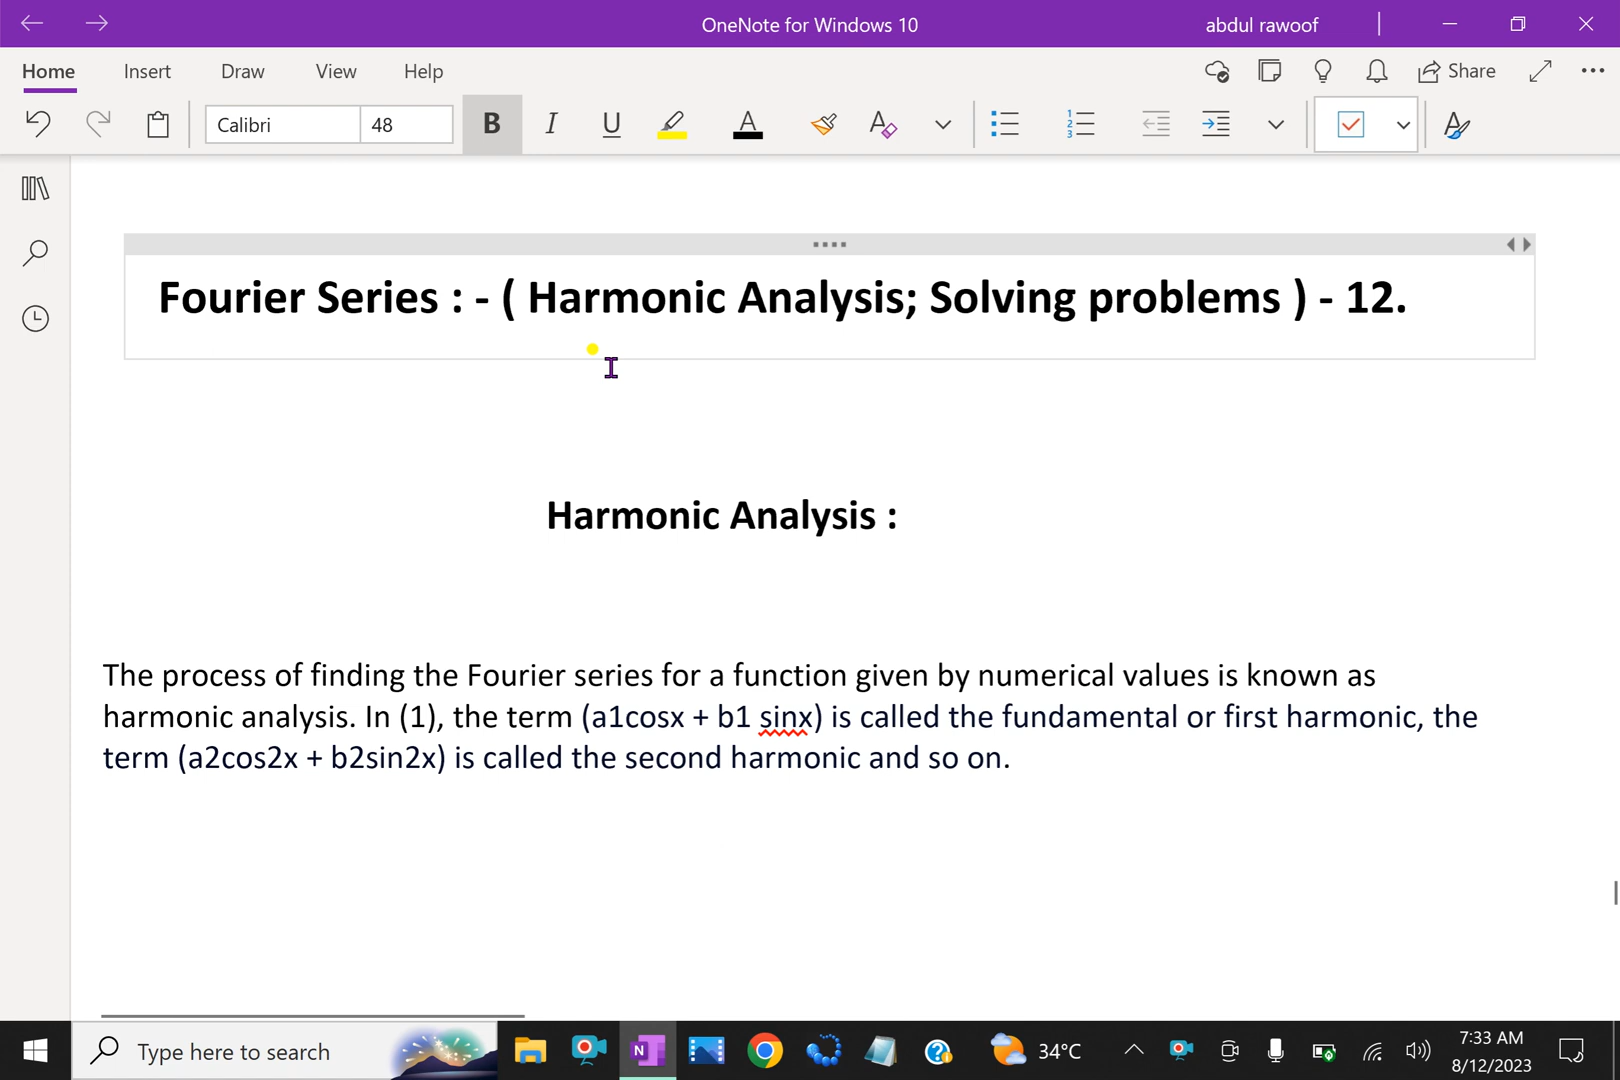 OneNote for Windows 10
abdul rawoof
Home Insert Draw View Help
Share
Calibri 48 B I U A A
Fourier Series : - ( Harmonic Analysis; Solving problems ) - 12.
Harmonic Analysis :
The process of finding the Fourier series for a function given by numerical values is known as
harmonic analysis. In (1), the term (a1cosx + b1 sinx) is called the fundamental or first harmonic, the
term (a2cos2x + b2sin2x) is called the second harmonic and so on.
Type here to search
34°C
7:33 AM
8/12/2023